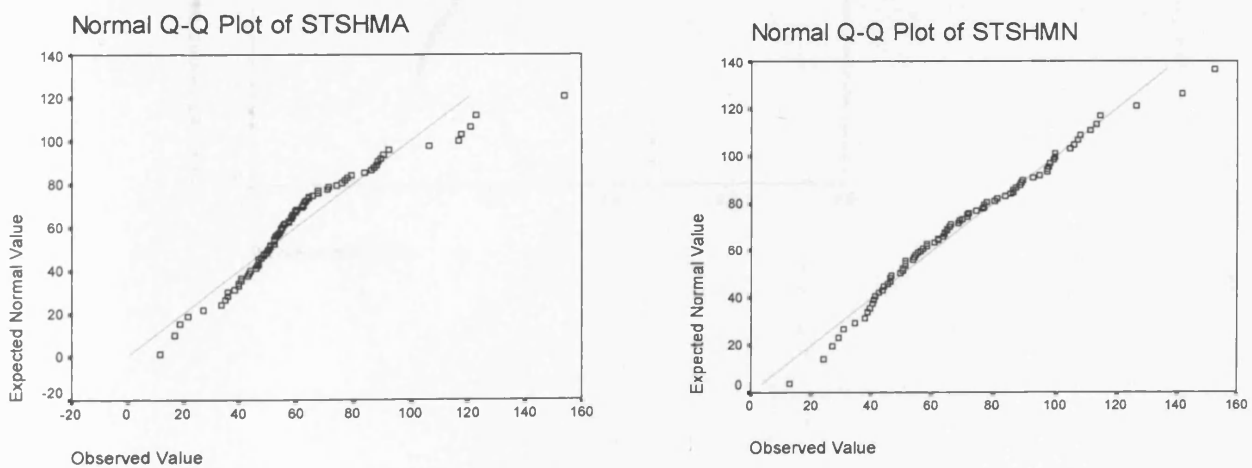 Normal Q-Q Plot of STSHMA
140
120
100
80
60
40
20
0
-20
Expected Normal Value
-20 0 20 40 60 80 100 120 140 160
Observed Value
Normal Q-Q Plot of STSHMN
140
120
100
80
60
40
20
0
Expected Normal Value
0 20 40 60 80 100 120 140 160
Observed Value